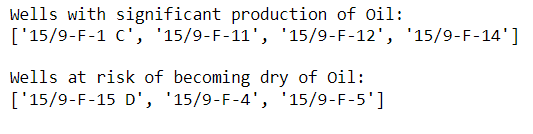 Wells with significant production of Oil:
['15/9-F-1 C', '15/9-F-11', '15/9-F-12', '15/9-F-14']
Wells at risk of becoming dry of Oil:
['15/9-F-15 D', '15/9-F-4', '15/9-F-5']